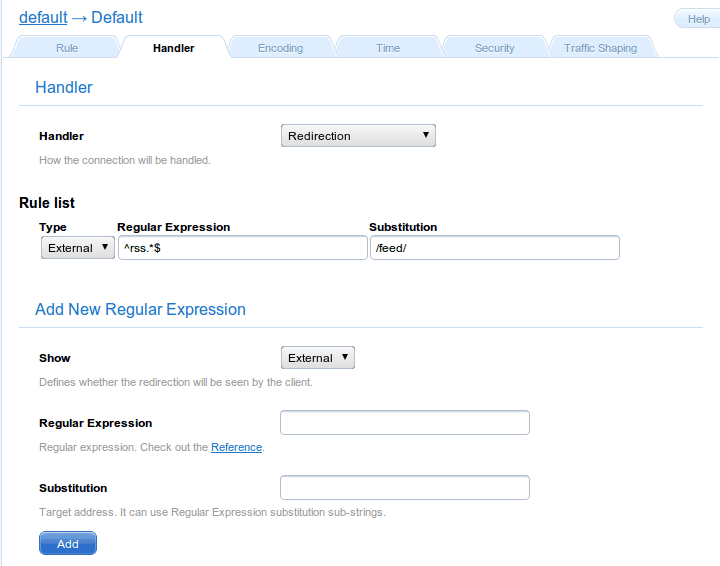 default → Default
Help
Rule Handler Encoding Time Security Traffic Shaping
Handler
Handler Redirection
How the connection will be handled.
Rule list
Type Regular Expression Substitution
External ^rss.*$ /feed/
Add New Regular Expression
Show External
Defines whether the redirection will be seen by the client.
Regular Expression
Regular expression. Check out the Reference.
Substitution
Target address. It can use Regular Expression substitution sub-strings.
Add